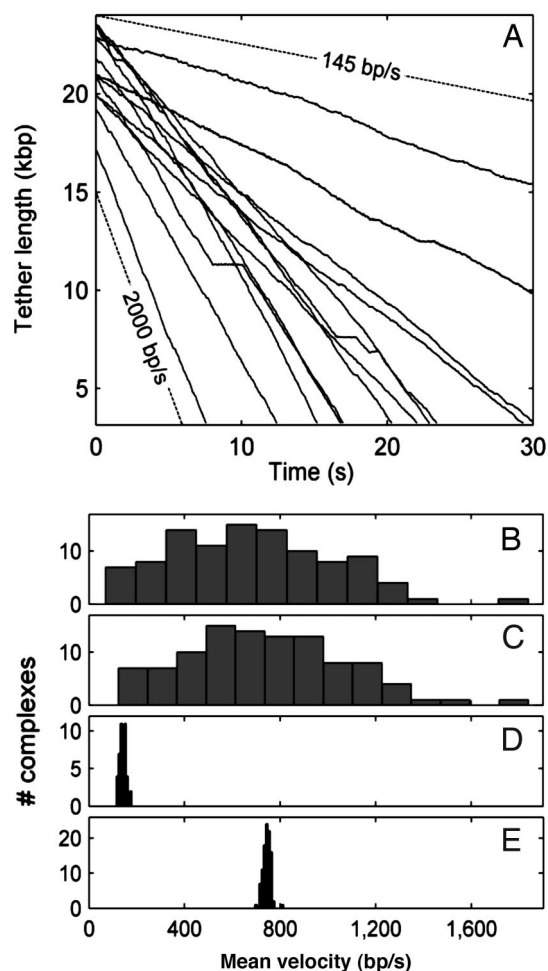 A
145 bp/s
2000 bp/s
Tether length (kbp)
20
15
10
5
0
10
20
30
Time (s)
B
10
0
C
10
0
D
10
5
0
E
20
10
0
# complexes
0
400
800
1,200
1,600
Mean velocity (bp/s)